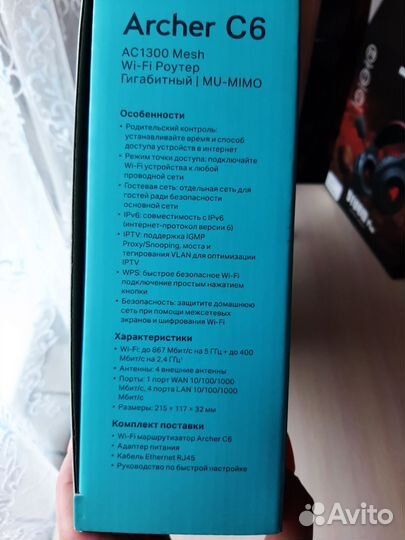 Archer C6
AC1300 Mesh
Wi-Fi Роутер
Гигабитный | MU-MIMO
Особенности
• Родительский контроль:
устанавливайте время и способ
доступа устройств в интернет
• Режим точки доступа: подключайте
Wi-Fi устройства к любой
проводной сети
• Гостевая сеть: отдельная сеть для
гостей ради безопасности
основной сети
• IPv6: совместимость с IPv6
(интернет-протокол версии 6)
• IPTV: поддержка IGMP
Proxy/Snooping, моста и
тегирования VLAN для оптимизации
IPTV
• WPS: быстрое безопасное Wi-Fi
подключение простым нажатием
кнопки
• Безопасность: защитите домашнюю
сеть при помощи межсетевых
экранов и шифрования Wi-Fi
Характеристики
• Wi-Fi: до 867 Мбит/с на 5 ГГц + до 400
Мбит/с на 2,4 ГГц¹
• Антенны: 4 внешние антенны
• Порты: 1 порт WAN 10/100/1000
Мбит/с, 4 порта LAN 10/100/1000
Мбит/с
• Размеры: 215 × 117 × 32 мм
Комплект поставки
• Wi-Fi маршрутизатор Archer C6
• Адаптер питания
• Кабель Ethernet RJ45
• Руководство по быстрой настройке
Avito